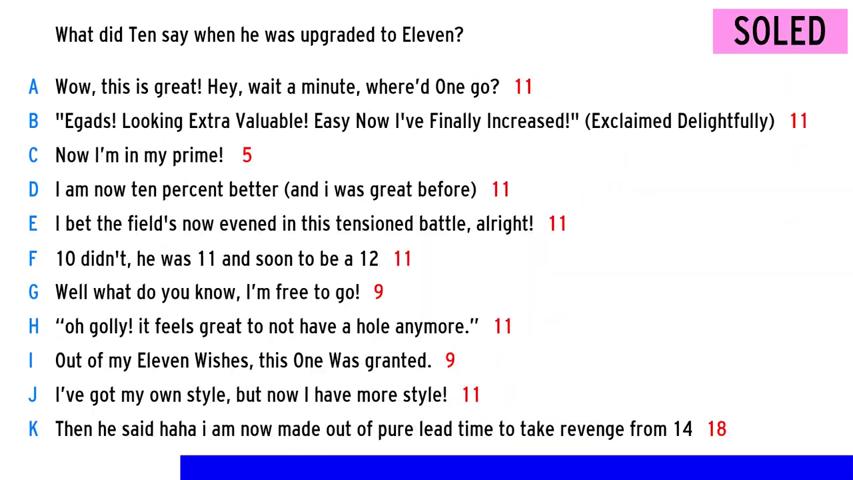 What did Ten say when he was upgraded to Eleven?
SOLED
A Wow, this is great! Hey, wait a minute, where'd One go? 11
B "Egads! Looking Extra Valuable! Easy Now I've Finally Increased!" (Exclaimed Delightfully) 11
C Now I'm in my prime! 5
D I am now ten percent better (and i was great before) 11
E I bet the field's now evened in this tensioned battle, alright! 11
F 10 didn't, he was 11 and soon to be a 12 11
G Well what do you know, I'm free to go! 9
H “oh golly! it feels great to not have a hole anymore.” 11
I Out of my Eleven Wishes, this One Was granted. 9
J I've got my own style, but now I have more style! 11
K Then he said haha i am now made out of pure lead time to take revenge from 14 18